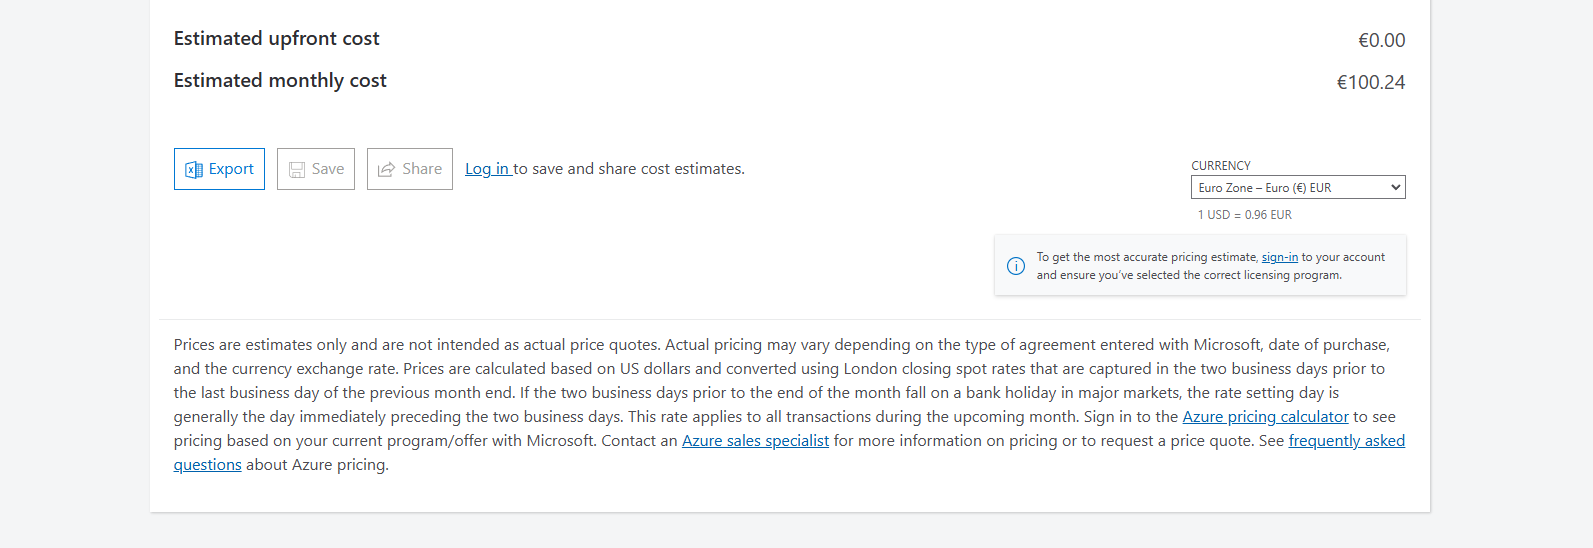 Estimated upfront cost €0.00
Estimated monthly cost €100.24
Export Save Share Log in to save and share cost estimates.
CURRENCY
Euro Zone – Euro (€) EUR
1 USD = 0.96 EUR
To get the most accurate pricing estimate, sign-in to your account
and ensure you've selected the correct licensing program.
Prices are estimates only and are not intended as actual price quotes. Actual pricing may vary depending on the type of agreement entered with Microsoft, date of purchase,
and the currency exchange rate. Prices are calculated based on US dollars and converted using London closing spot rates that are captured in the two business days prior to
the last business day of the previous month end. If the two business days prior to the end of the month fall on a bank holiday in major markets, the rate setting day is
generally the day immediately preceding the two business days. This rate applies to all transactions during the upcoming month. Sign in to the Azure pricing calculator to see
pricing based on your current program/offer with Microsoft. Contact an Azure sales specialist for more information on pricing or to request a price quote. See frequently asked
questions about Azure pricing.